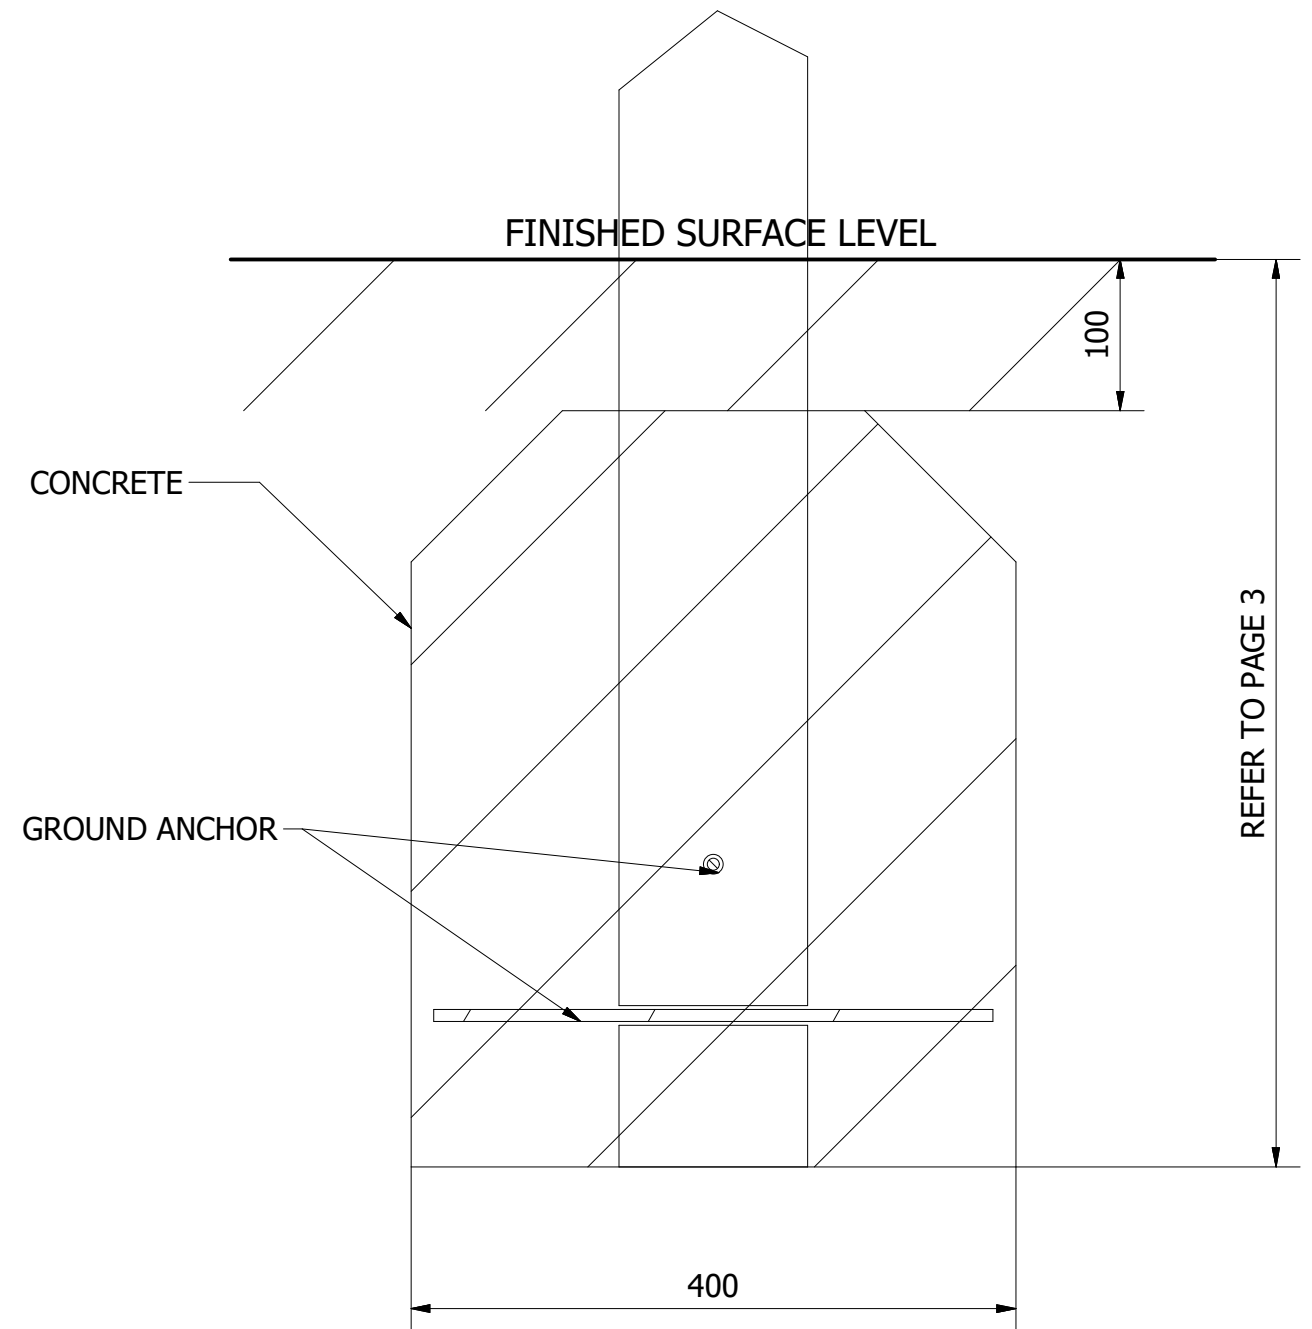 FINISHED SURFACE LEVEL
100
CONCRETE
REFER TO PAGE 3
GROUND ANCHOR
400